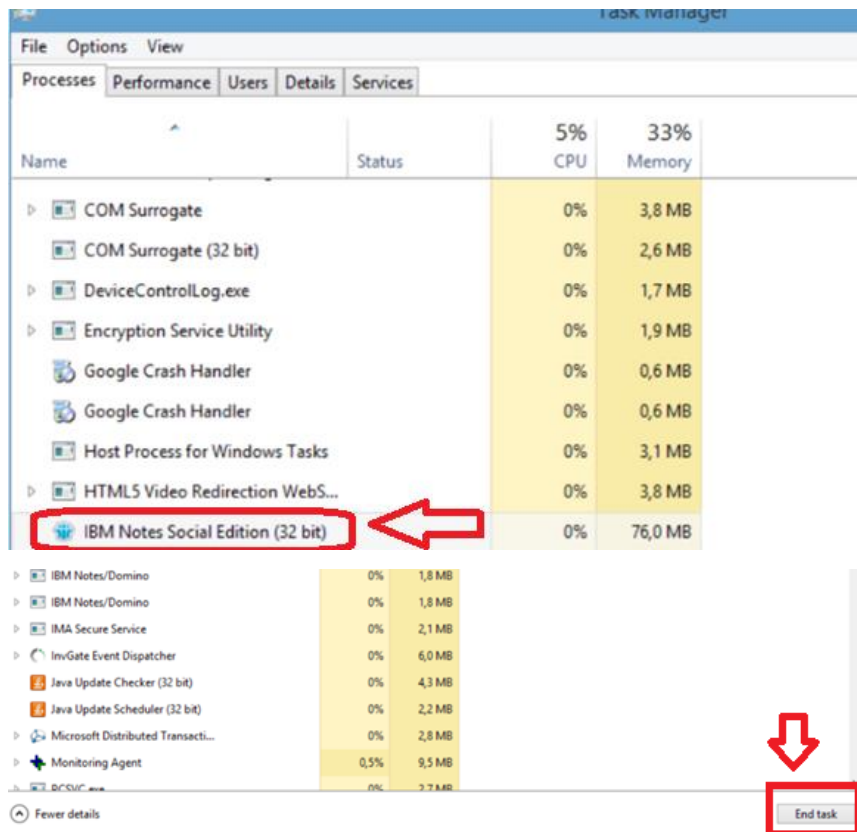 Task Manager
File Options View
Processes Performance Users Details Services
5% 33%
Name Status CPU Memory
COM Surrogate 0% 3,8 MB
COM Surrogate (32 bit) 0% 2,6 MB
DeviceControlLog.exe 0% 1,7 MB
Encryption Service Utility 0% 1,9 MB
Google Crash Handler 0% 0,6 MB
Google Crash Handler 0% 0,6 MB
Host Process for Windows Tasks 0% 3,1 MB
HTML5 Video Redirection WebS... 0% 3,8 MB
IBM Notes Social Edition (32 bit) 0% 76,0 MB
IBM Notes/Domino 0% 1,8 MB
IBM Notes/Domino 0% 1,8 MB
IMA Secure Service 0% 2,1 MB
InvGate Event Dispatcher 0% 6,0 MB
Java Update Checker (32 bit) 0% 4,3 MB
Java Update Scheduler (32 bit) 0% 2,2 MB
Microsoft Distributed Transacti... 0% 2,8 MB
Monitoring Agent 0,5% 9,5 MB
0% 2,7 MB
Fewer details End task